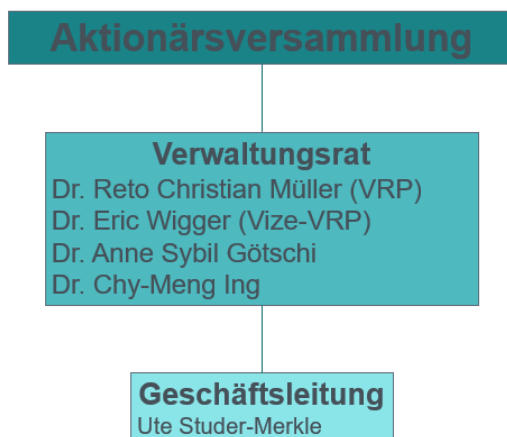 Aktionärsversammlung
Verwaltungsrat
Dr. Reto Christian Müller (VRP)
Dr. Eric Wigger (Vize-VRP)
Dr. Anne Sybil Götschi
Dr. Chy-Meng Ing
Geschäftsleitung
Ute Studer-Merkle